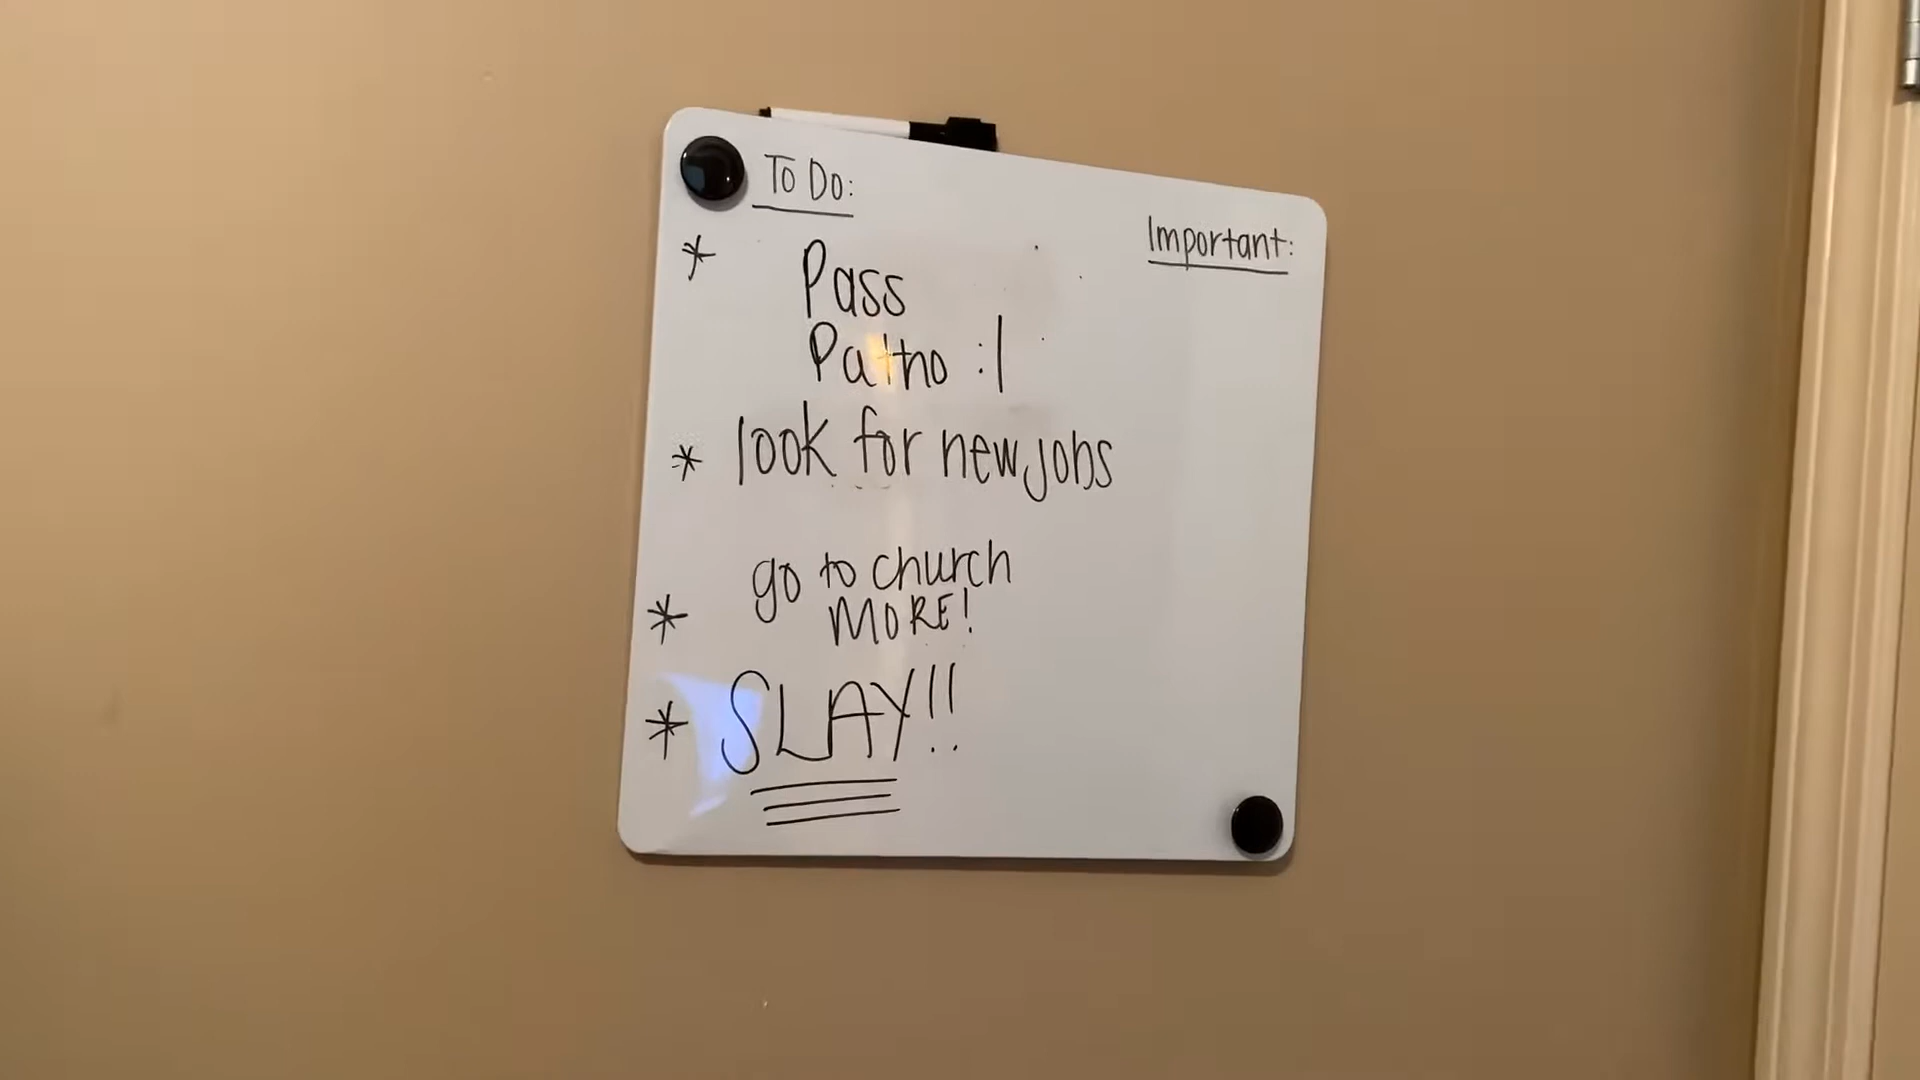 To Do:
Important:
* Pass
Patho :|
* look for new jobs
go to church
* MORE!
* SLAY!!